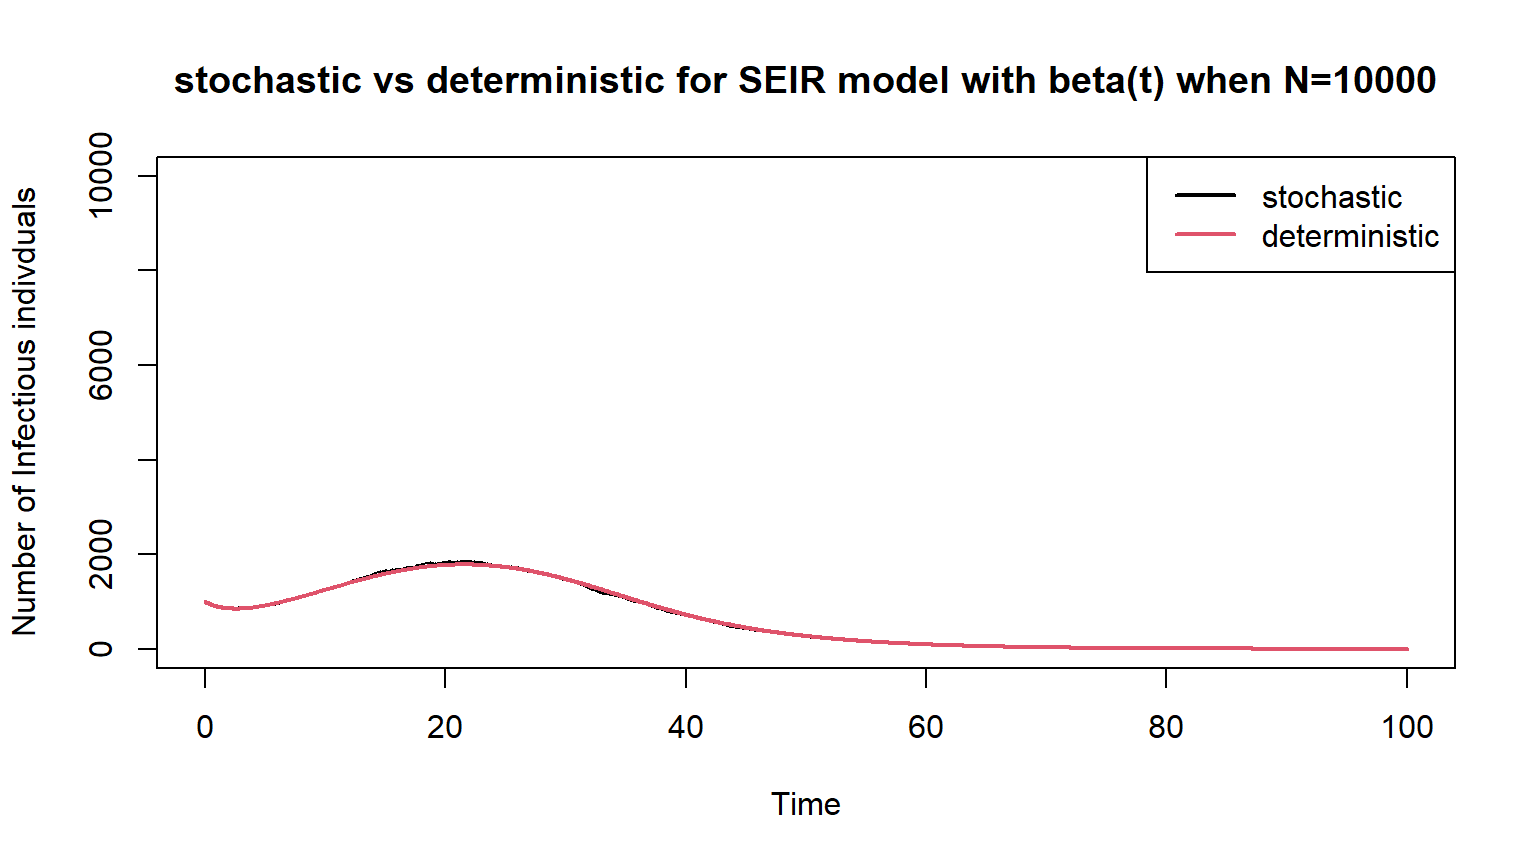 stochastic vs deterministic for SEIR model with beta(t) when N=10000
Number of Infectious indivduals
10000
6000
2000
0
stochastic
deterministic
0 20 40 60 80 100
Time